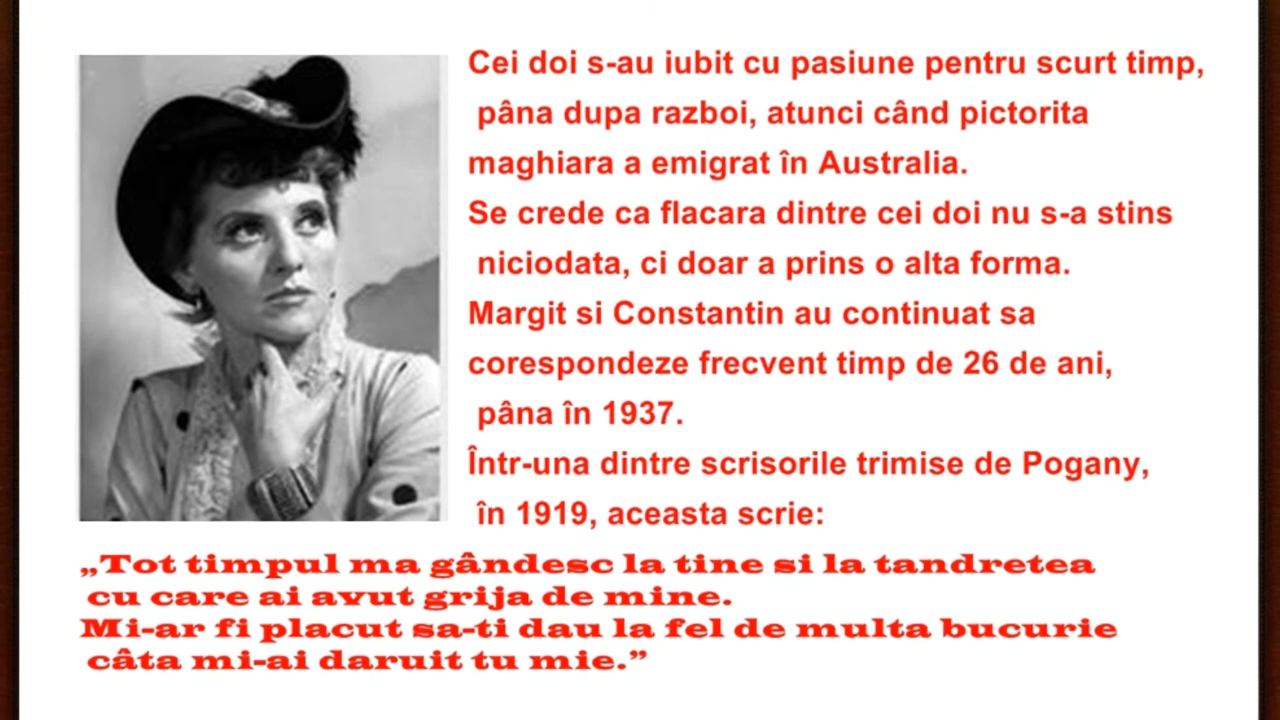 Cei doi s-au iubit cu pasiune pentru scurt timp,
pâna dupa razboi, atunci când pictorita
maghiara a emigrat în Australia.
Se crede ca flacara dintre cei doi nu s-a stins
niciodata, ci doar a prins o alta forma.
Margit si Constantin au continuat sa
corespondeze frecvent timp de 26 de ani,
pâna în 1937.
Într-una dintre scrisorile trimise de Pogany,
în 1919, aceasta scrie:
„Tot timpul ma gândesc la tine si la tandretea
cu care ai avut grija de mine.
Mi-ar fi placut sa-ti dau la fel de multa bucurie
câta mi-ai daruit tu mie.”